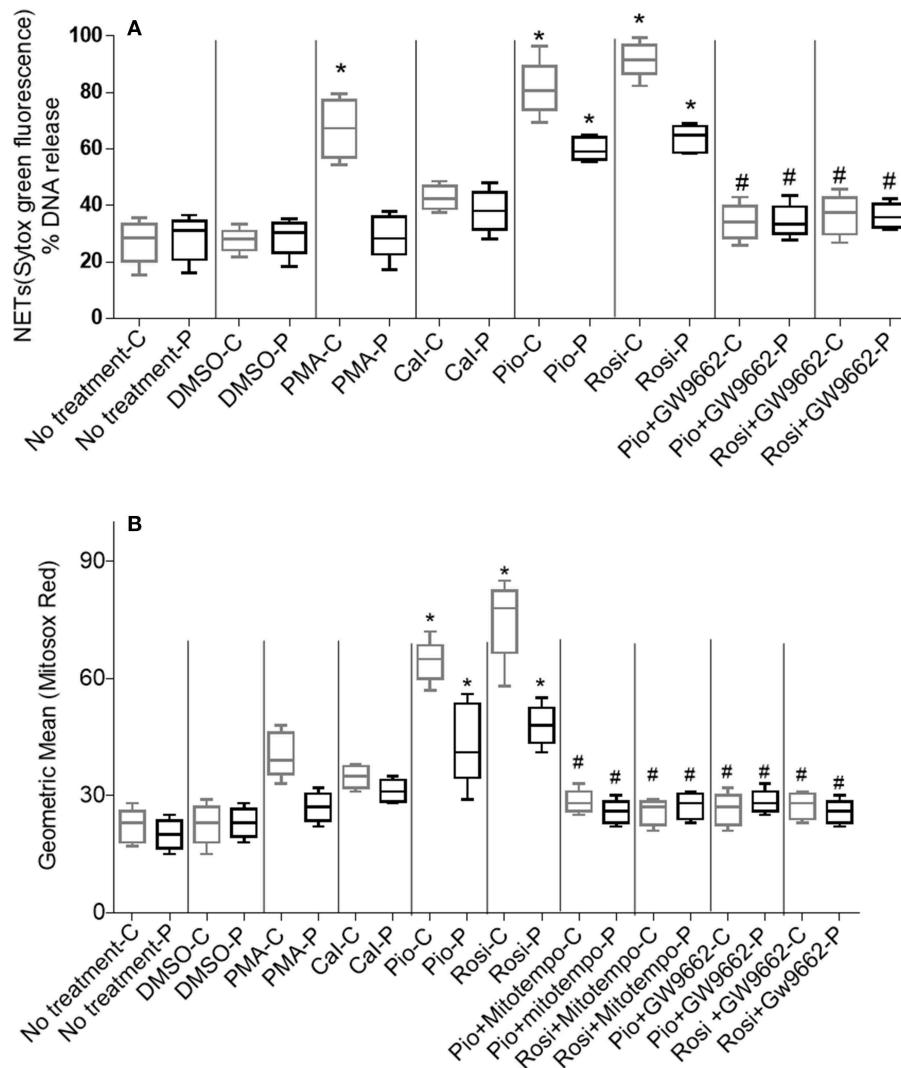 A
NETs(Sytox green fluorescence)
% DNA release
100
80
60
40
20
0
*
*
*
*
*
#
#
#
#
No treatment-C
No treatment-P
DMSO-C
DMSO-P
PMA-C
PMA-P
Cal-C
Cal-P
Pio-C
Pio-P
Rosi-C
Rosi-P
Pio+GW9662-C
Pio+GW9662-P
Rosi+GW9662-C
Rosi+GW9662-P
B
Geometric Mean (Mitosox Red)
90
60
30
0
*
*
*
*
#
#
#
#
#
#
#
#
No treatment-C
No treatment-P
DMSO-C
DMSO-P
PMA-C
PMA-P
Cal-C
Cal-P
Pio-C
Pio-P
Rosi-C
Rosi-P
Pio+Mitotempo-C
Pio+mitotempo-P
Rosi+Mitotempo-C
Rosi+Mitotempo-P
Pio+GW9662-C
Pio+GW9662-P
Rosi +GW9662-C
Rosi+Gw9662-P